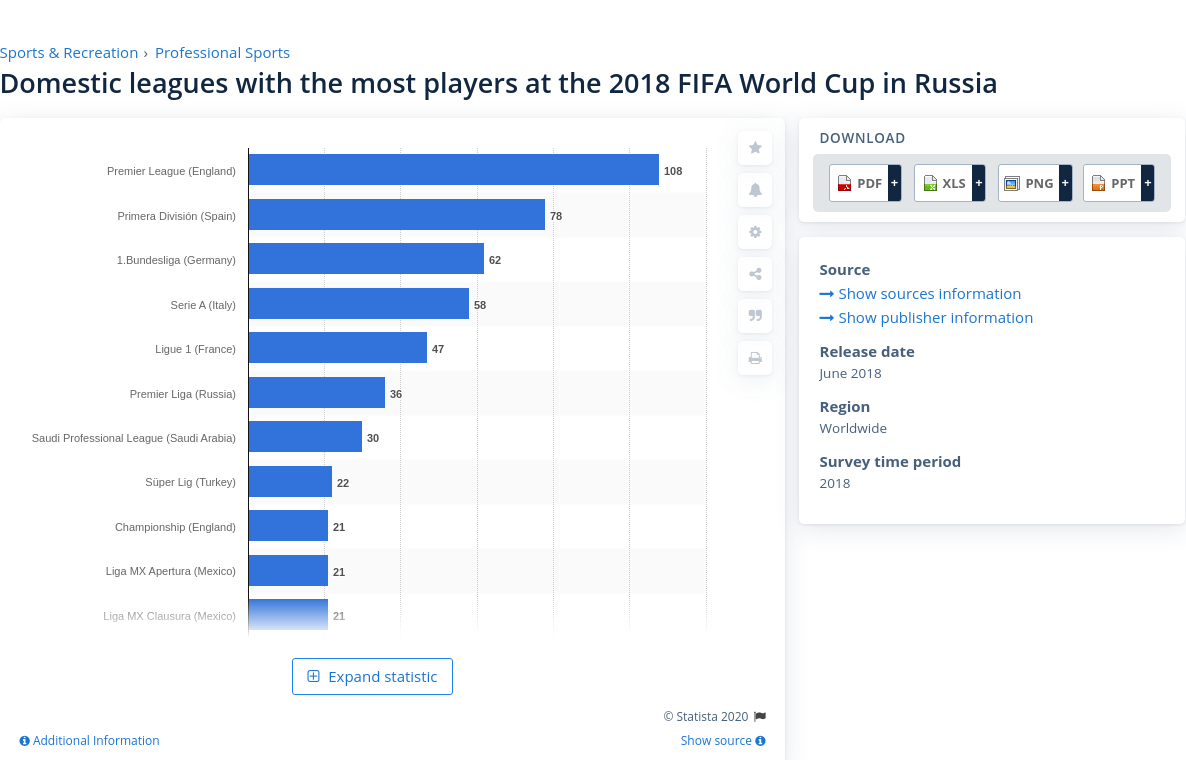 Sports & Recreation › Professional Sports
Domestic leagues with the most players at the 2018 FIFA World Cup in Russia
Premier League (England) 108
Primera División (Spain) 78
1.Bundesliga (Germany) 62
Serie A (Italy) 58
Ligue 1 (France) 47
Premier Liga (Russia) 36
Saudi Professional League (Saudi Arabia) 30
Süper Lig (Turkey) 22
Championship (England) 21
Liga MX Apertura (Mexico) 21
Liga MX Clausura (Mexico) 21
Expand statistic
© Statista 2020
Additional Information
Show source
DOWNLOAD
PDF + XLS + PNG + PPT +
Source
Show sources information
Show publisher information
Release date
June 2018
Region
Worldwide
Survey time period
2018